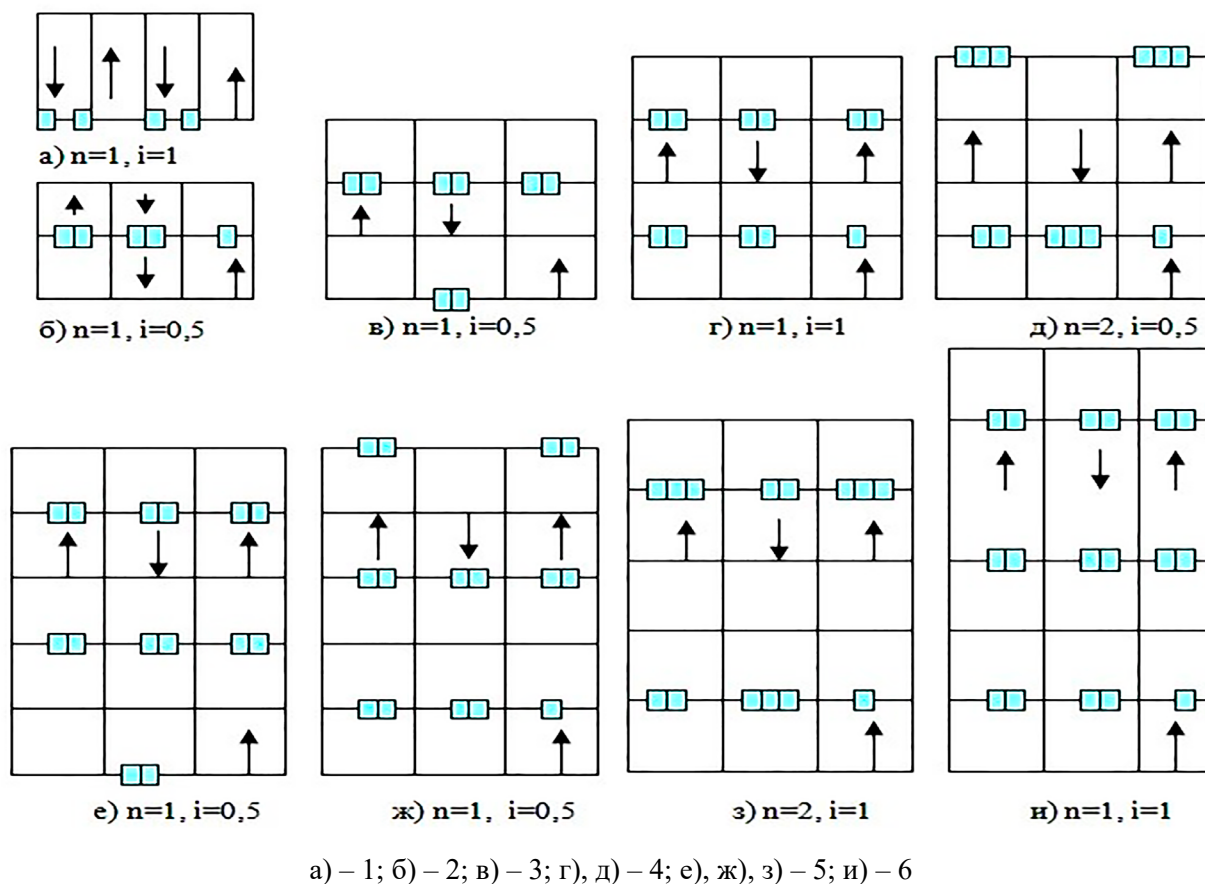 а) n=1, i=1
б) n=1, i=0,5
в) n=1, i=0,5
г) n=1, i=1
д) n=2, i=0,5
е) n=1, i=0,5
ж) n=1, i=0,5
з) n=2, i=1
и) n=1, i=1
а) – 1; б) – 2; в) – 3; г), д) – 4; е), ж), з) – 5; и) – 6